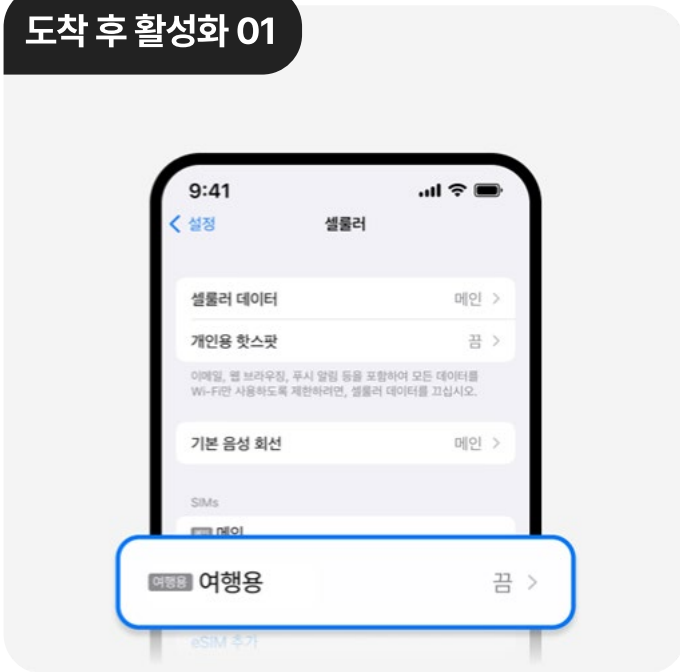 도착 후 활성화 01
9:41
설정
셀룰러
셀룰러 데이터 메인
개인용 핫스팟 끔
이메일, 웹 브라우징, 푸시 알림 등을 포함하여 모든 데이터를
Wi-Fi만 사용하도록 제한하려면, 셀룰러 데이터를 끄십시오.
기본 음성 회선 메인
SIMs
메인
여행용 여행용 끔
eSIM 추가